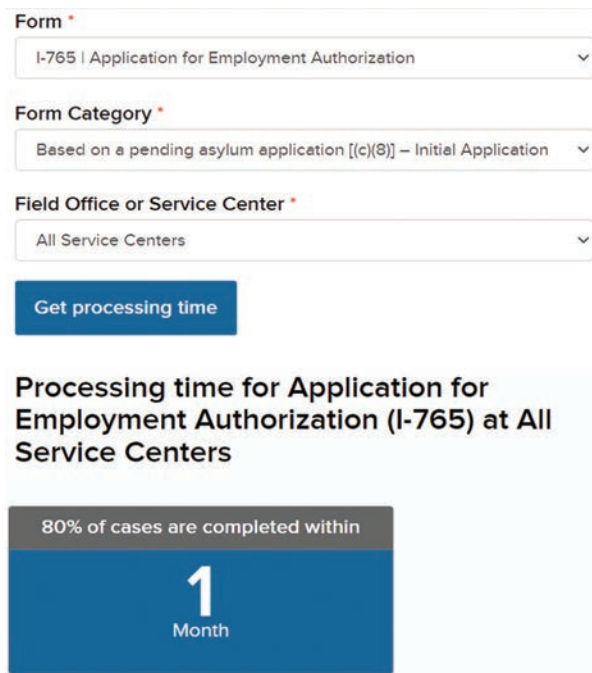 Form *
I-765 | Application for Employment Authorization
Form Category *
Based on a pending asylum application [(c)(8)] – Initial Application
Field Office or Service Center *
All Service Centers
Get processing time
Processing time for Application for
Employment Authorization (I-765) at All
Service Centers
80% of cases are completed within
1
Month